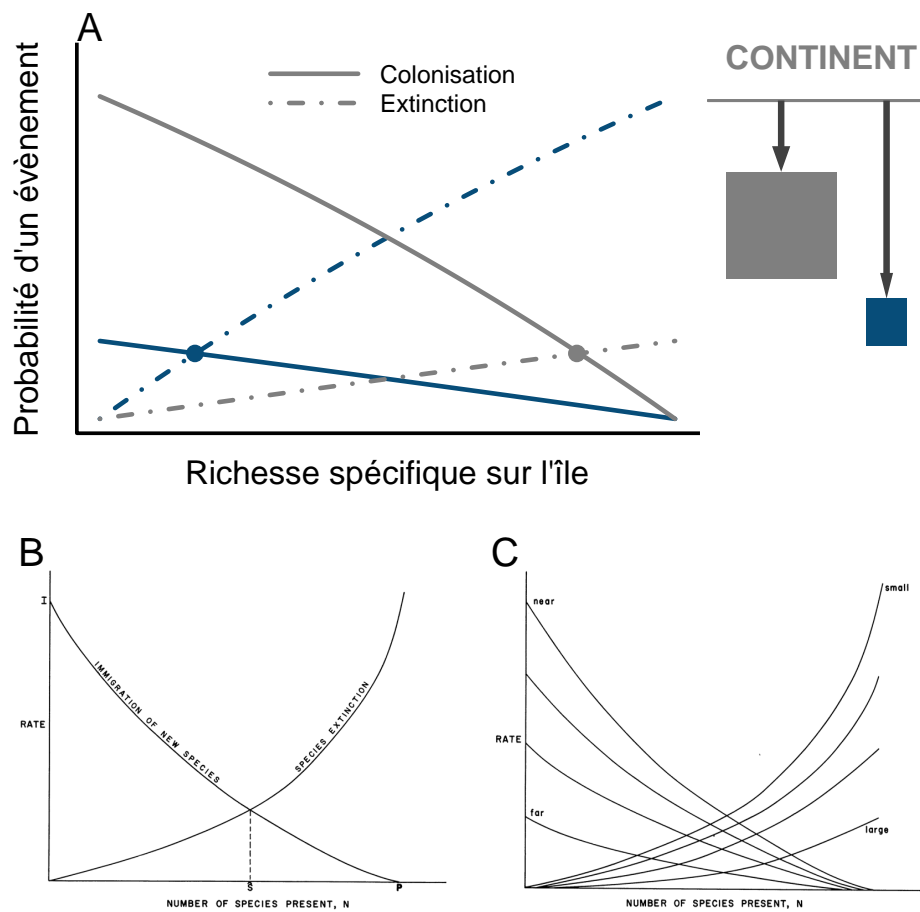 A
Probabilité d'un évènement
Colonisation
Extinction
CONTINENT
Richesse spécifique sur l'île
B
I
RATE
IMMIGRATION OF NEW SPECIES
SPECIES EXTINCTION
S
P
NUMBER OF SPECIES PRESENT, N
C
near
small
RATE
far
large
NUMBER OF SPECIES PRESENT, N